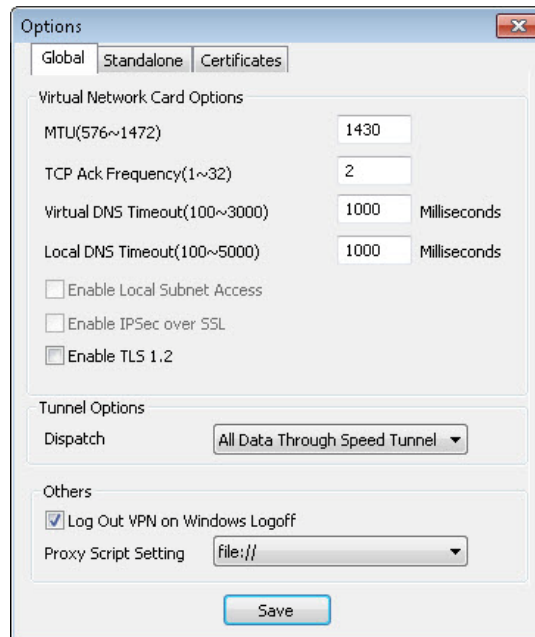 Options
Global Standalone Certificates
Virtual Network Card Options
MTU(576~1472) 1430
TCP Ack Frequency(1~32) 2
Virtual DNS Timeout(100~3000) 1000 Milliseconds
Local DNS Timeout(100~5000) 1000 Milliseconds
Enable Local Subnet Access
Enable IPSec over SSL
Enable TLS 1.2
Tunnel Options
Dispatch All Data Through Speed Tunnel
Others
Log Out VPN on Windows Logoff
Proxy Script Setting file://
Save